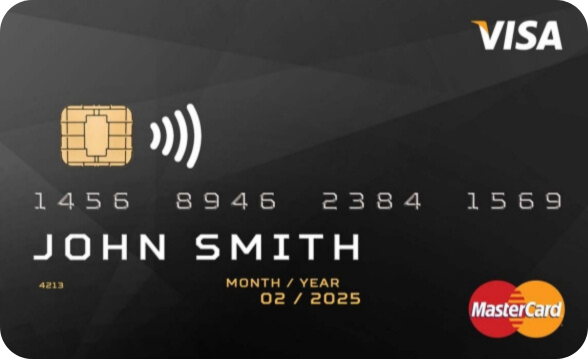 VISA
1456 8946 2384 1569
JOHN SMITH
4213
MONTH / YEAR
02 / 2025
MasterCard